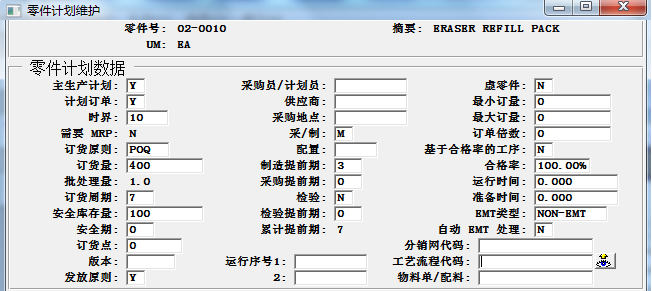 零件计划维护
零件号: 02-0010 摘要: ERASER REFILL PACK
UM: EA
零件计划数据
主生产计划: Y 采购员/计划员: 虚零件: N
计划订单: Y 供应商: 最小订量: 0
时界: 10 采购地点: 最大订量: 0
需要 MRP: N 采/制: M 订单倍数: 0
订货原则: POQ 配置: 基于合格率的工序: N
订货量: 400 制造提前期: 3 合格率: 100.00%
批处理量: 1.0 采购提前期: 0 运行时间: 0.000
订货周期: 7 检验: N 准备时间: 0.000
安全库存量: 100 检验提前期: 0 EMT类型: NON-EMT
安全期: 0 累计提前期: 7 自动 EMT 处理: N
订货点: 0 分销网代码:
版本: 运行序号1: 工艺流程代码:
发放原则: Y 2: 物料单/配料: